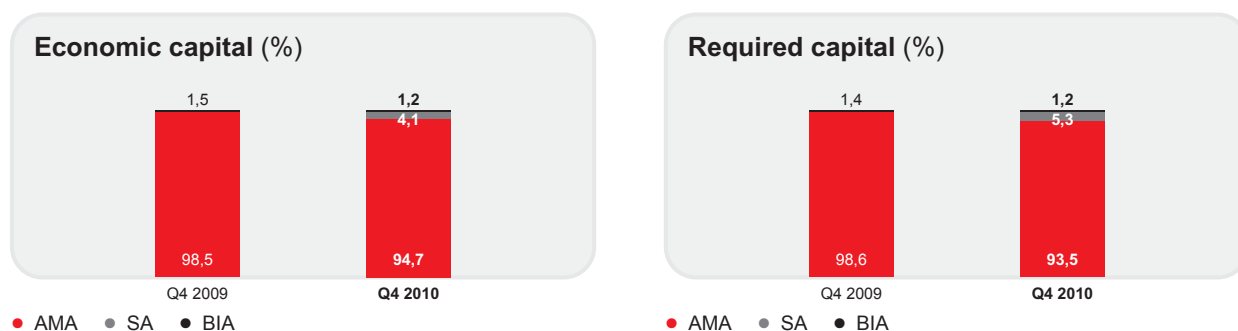 Economic capital (%)
1,5
1,2
4,1
98,5
94,7
Q4 2009
Q4 2010
AMA SA BIA
Required capital (%)
1,4
1,2
5,3
98,6
93,5
Q4 2009
Q4 2010
AMA SA BIA